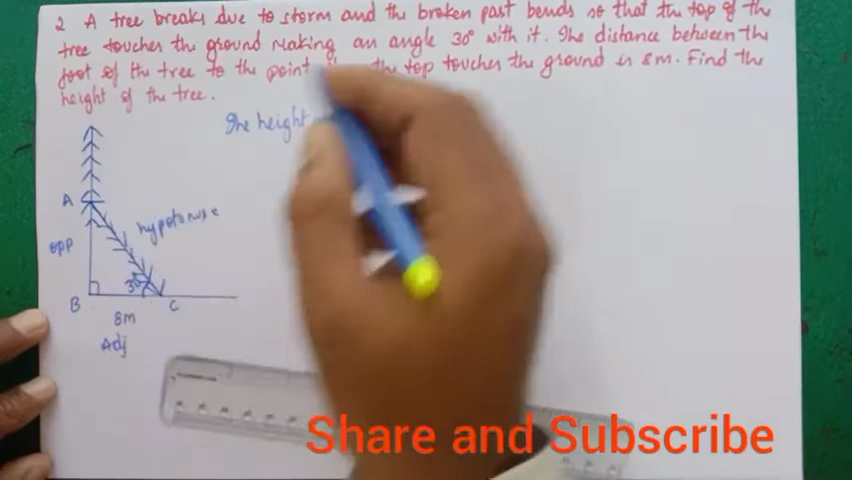 2 A tree breaks due to storm and the broken past bends so that the top of the
tree touches the ground making an angle 30° with it. The distance between the
foot of the tree to the point the top touches the ground is 8m. Find the
height of the tree.
The height
A
hypotenuse
opp
30
B
C
8m
Adj
Share and Subscribe